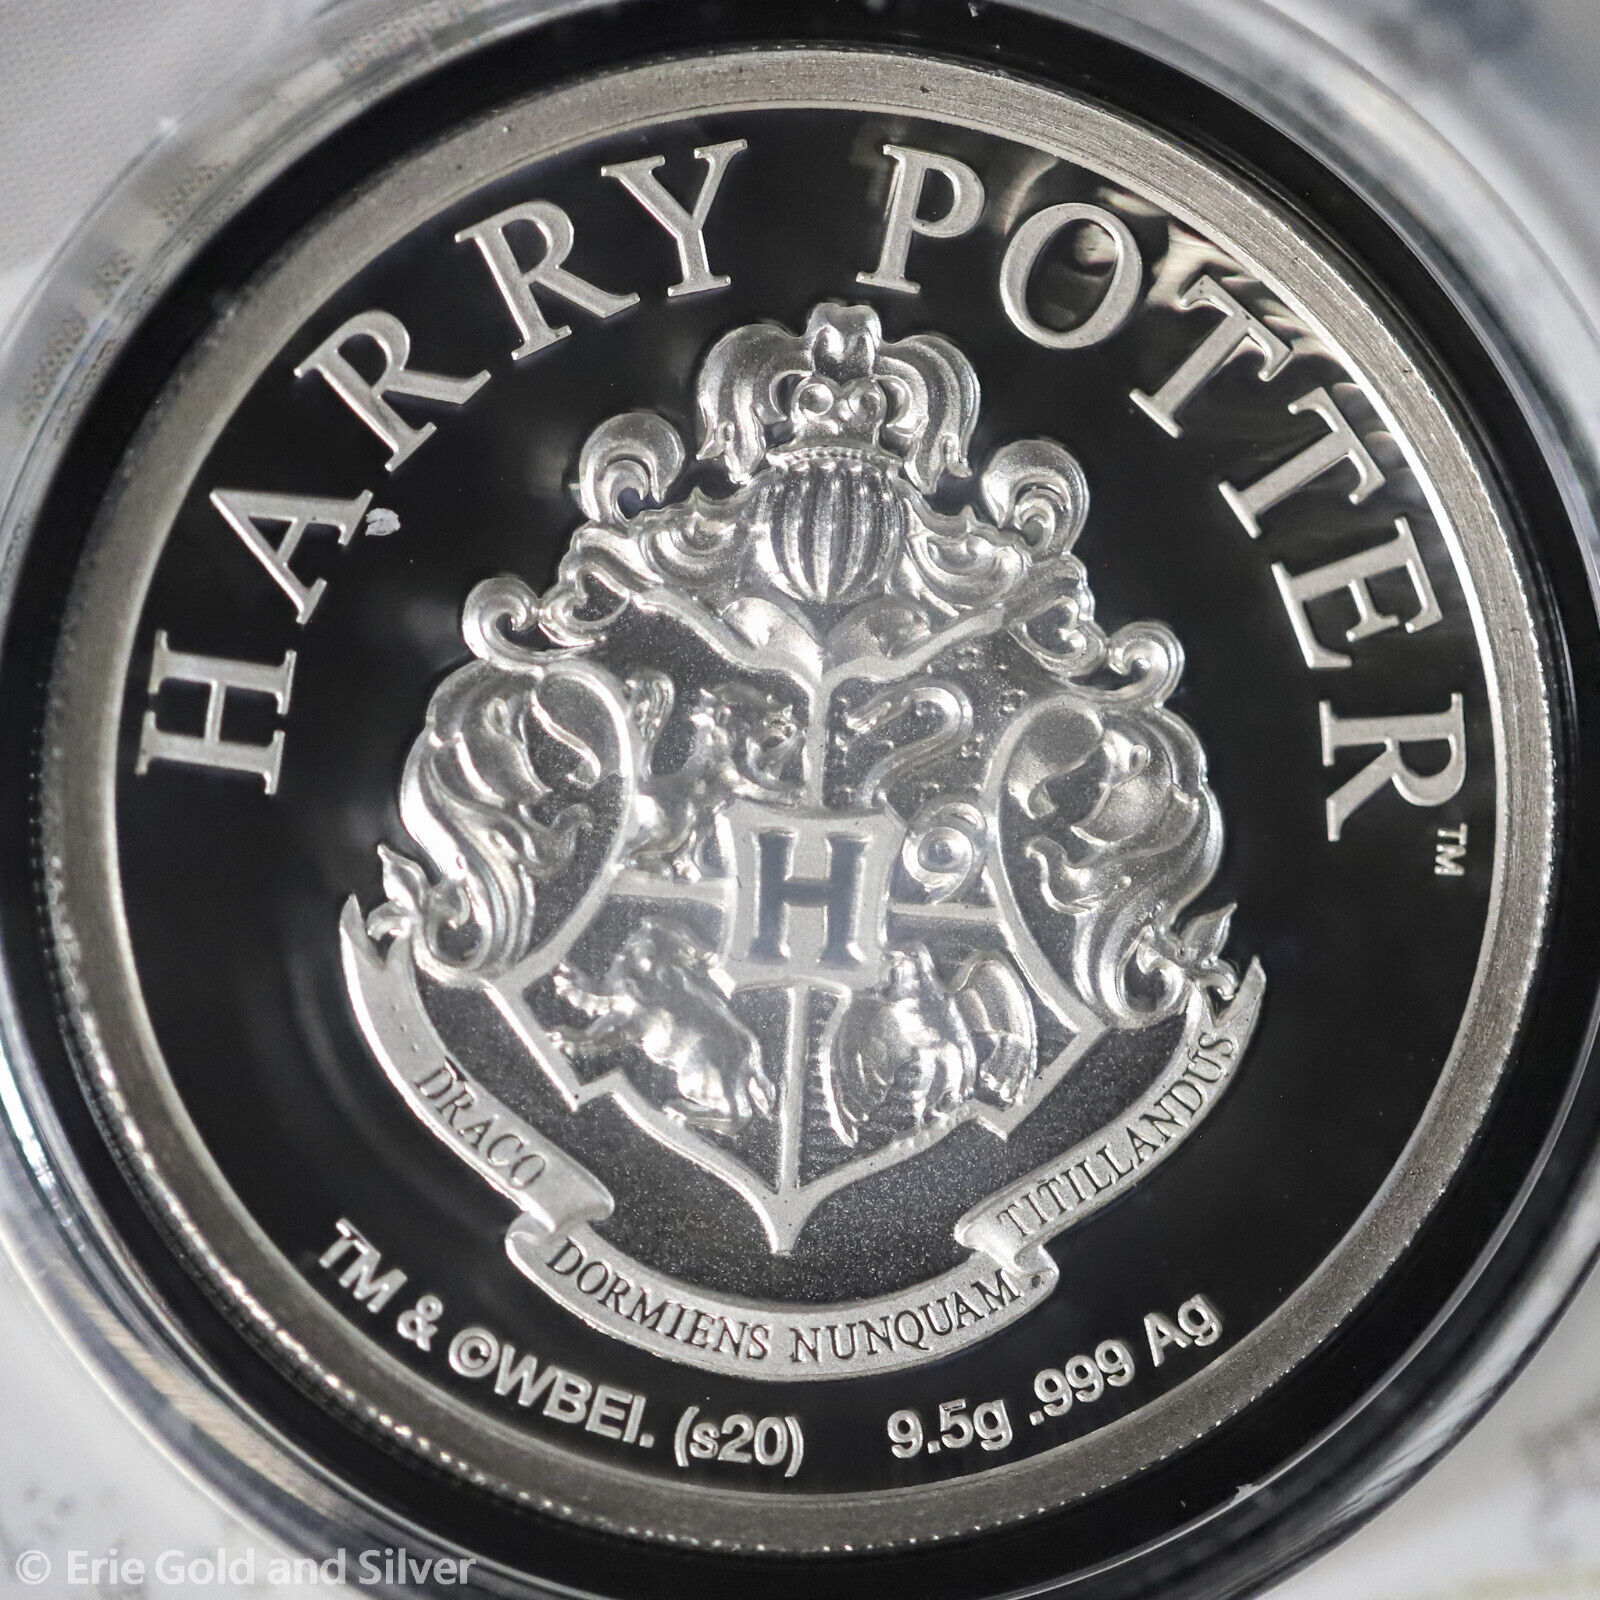 HARRY POTTER™
H
DRACO
DORMIENS NUNQUAM
TITILLANDUS
TM & ©WBEI. (s20)
9.5g .999 Ag
© Erie Gold and Silver